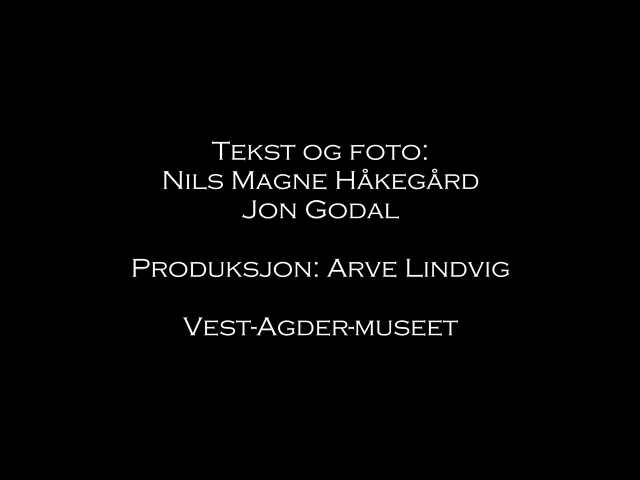 Tekst og foto:
Nils Magne Håkegård
Jon Godal
Produksjon: Arve Lindvig
Vest-Agder-museet